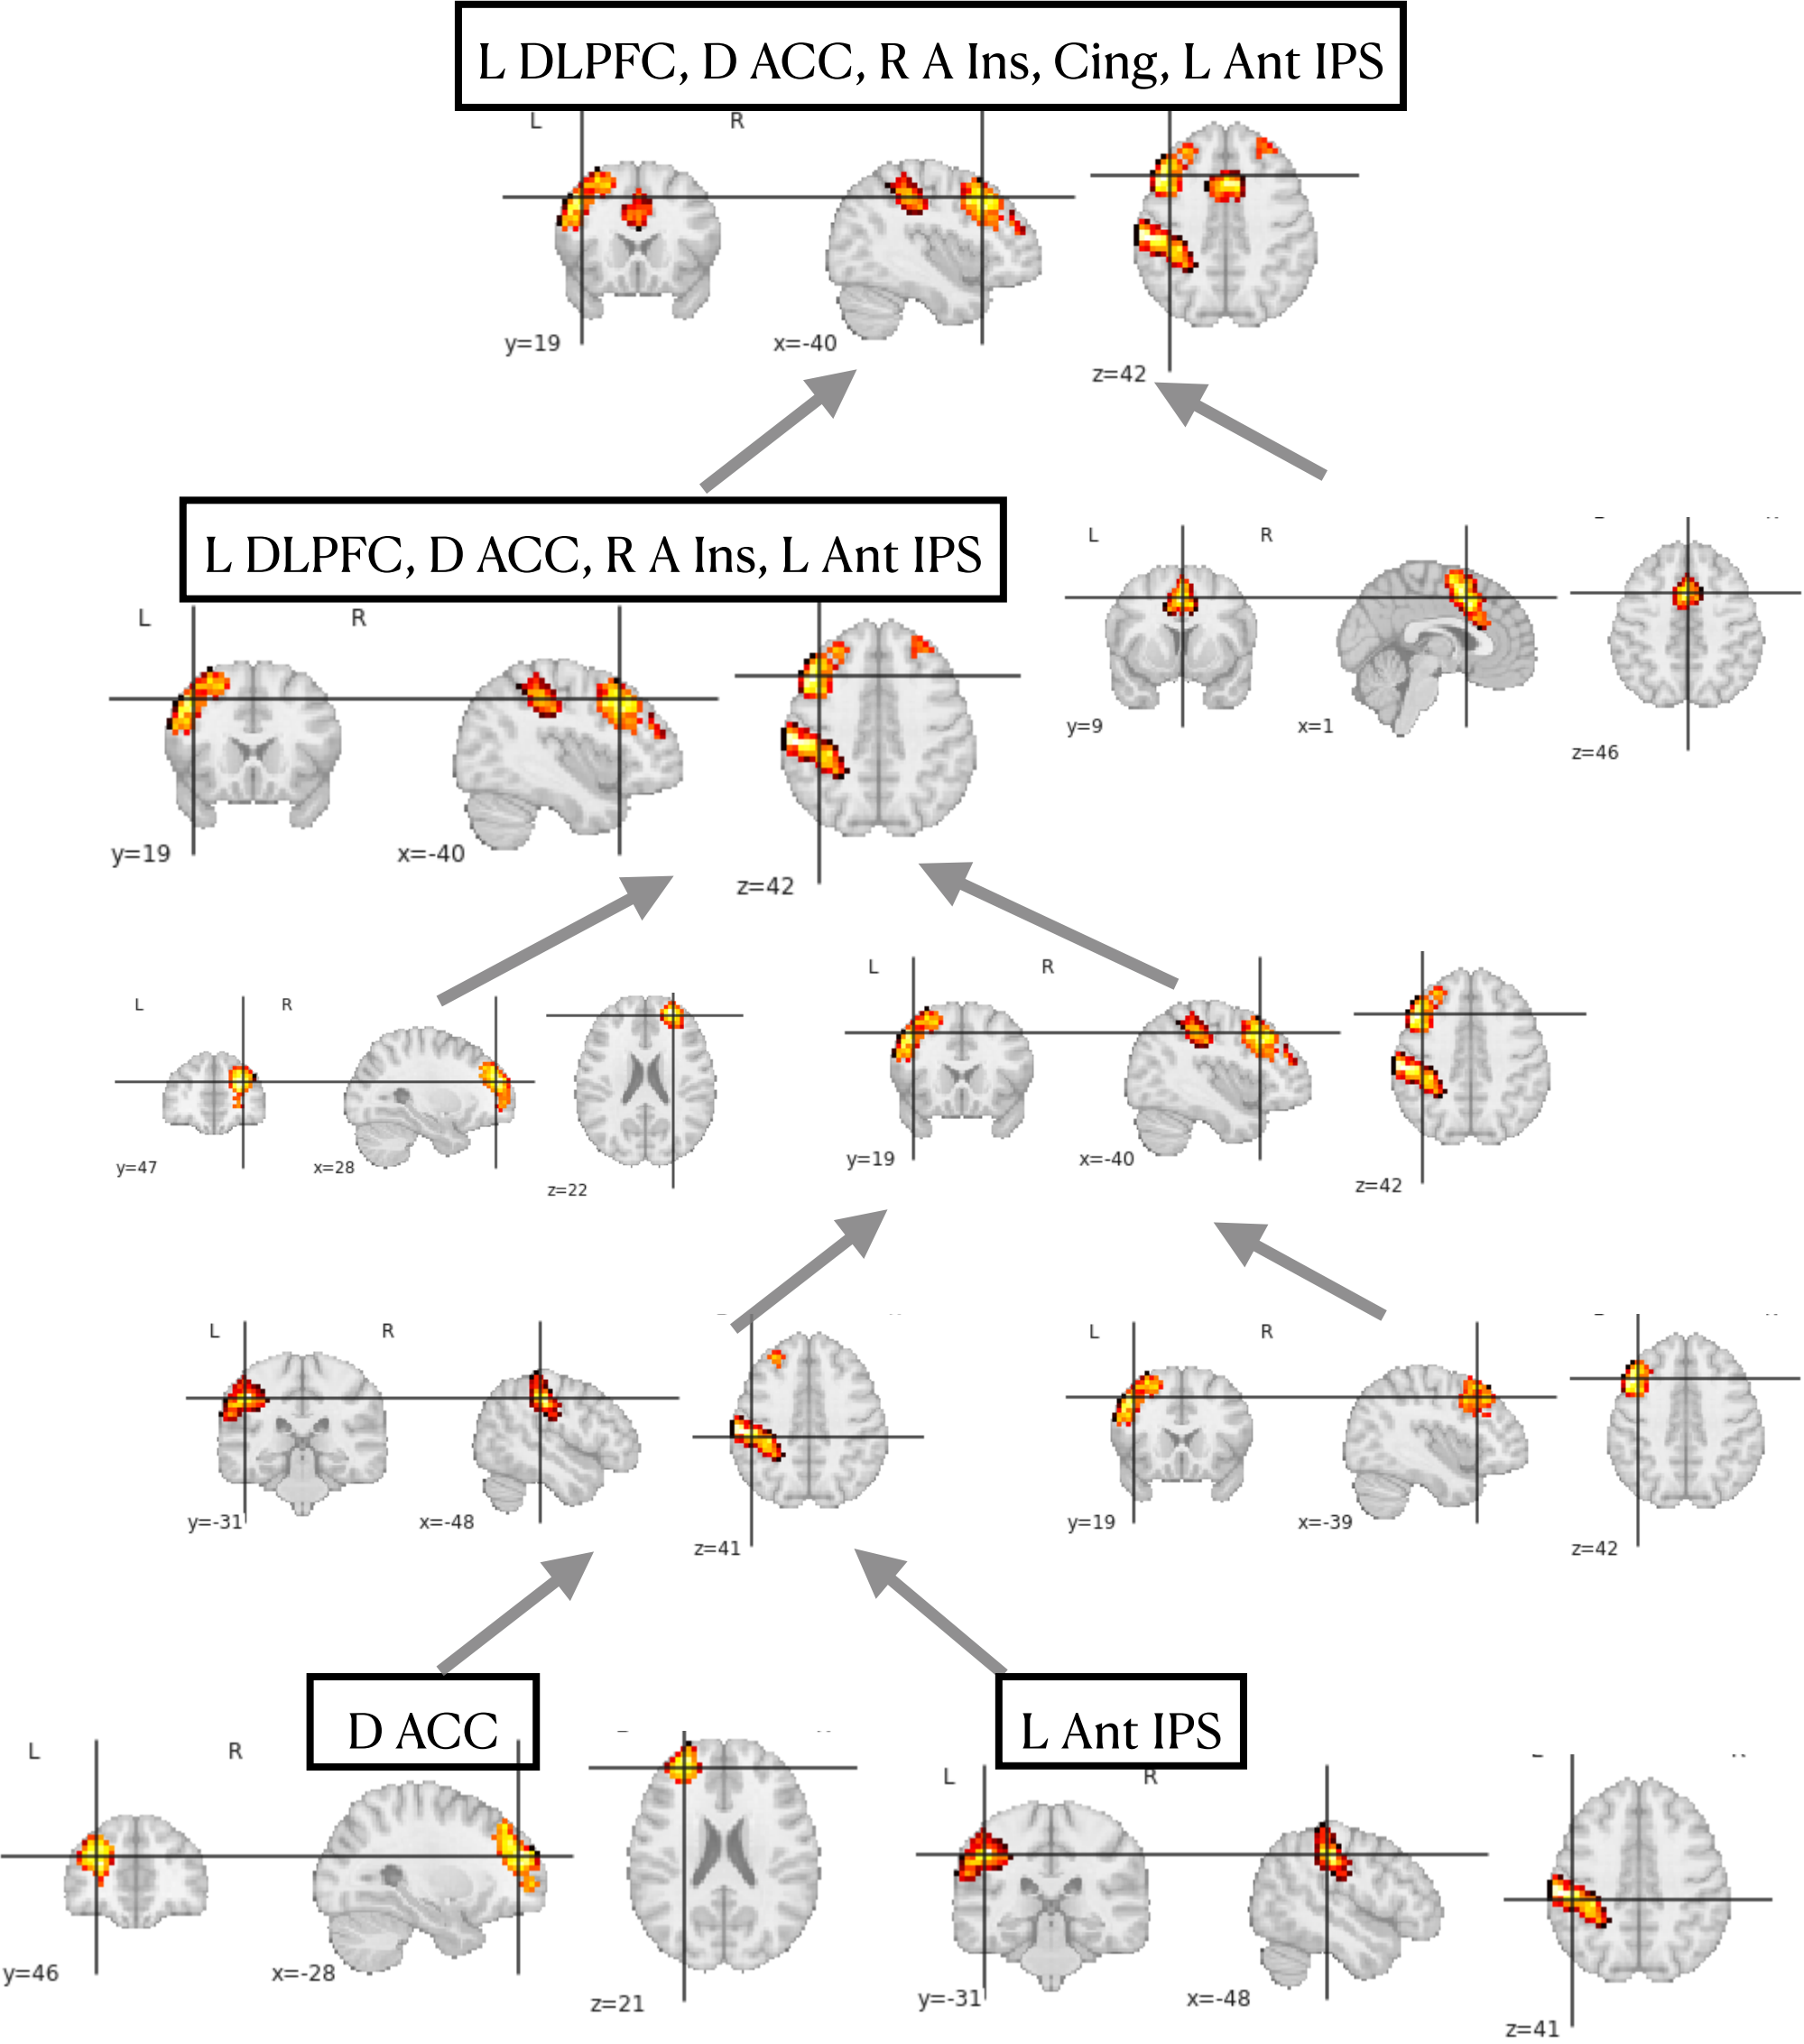 L DLPFC, D ACC, R A Ins, Cing, L Ant IPS
L R
y=19 x=-40 z=42
L DLPFC, D ACC, R A Ins, L Ant IPS
L R
y=19 x=-40 z=42
L R
y=9 x=1 z=46
L R
y=47 x=28 z=22
L R
y=19 x=-40 z=42
L R
y=-31 x=-48 z=41
L R
y=19 x=-39 z=42
D ACC
L R
y=46 x=-28 z=21
L Ant IPS
L R
y=-31 x=-48 z=41